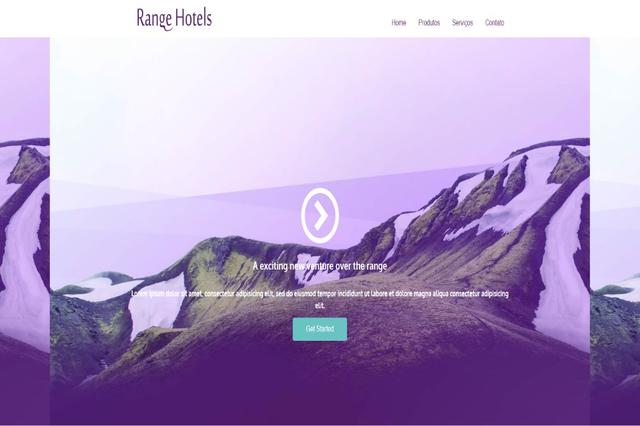 Range Hotels
Home Produtos Serviços Contato
A exciting new venture over the range
Lorem ipsum dolor sit amet, consectetur adipisicing elit, sed do eiusmod tempor incididunt ut labore et dolore magna aliqua consectetur adipisicing
elit.
Get Started